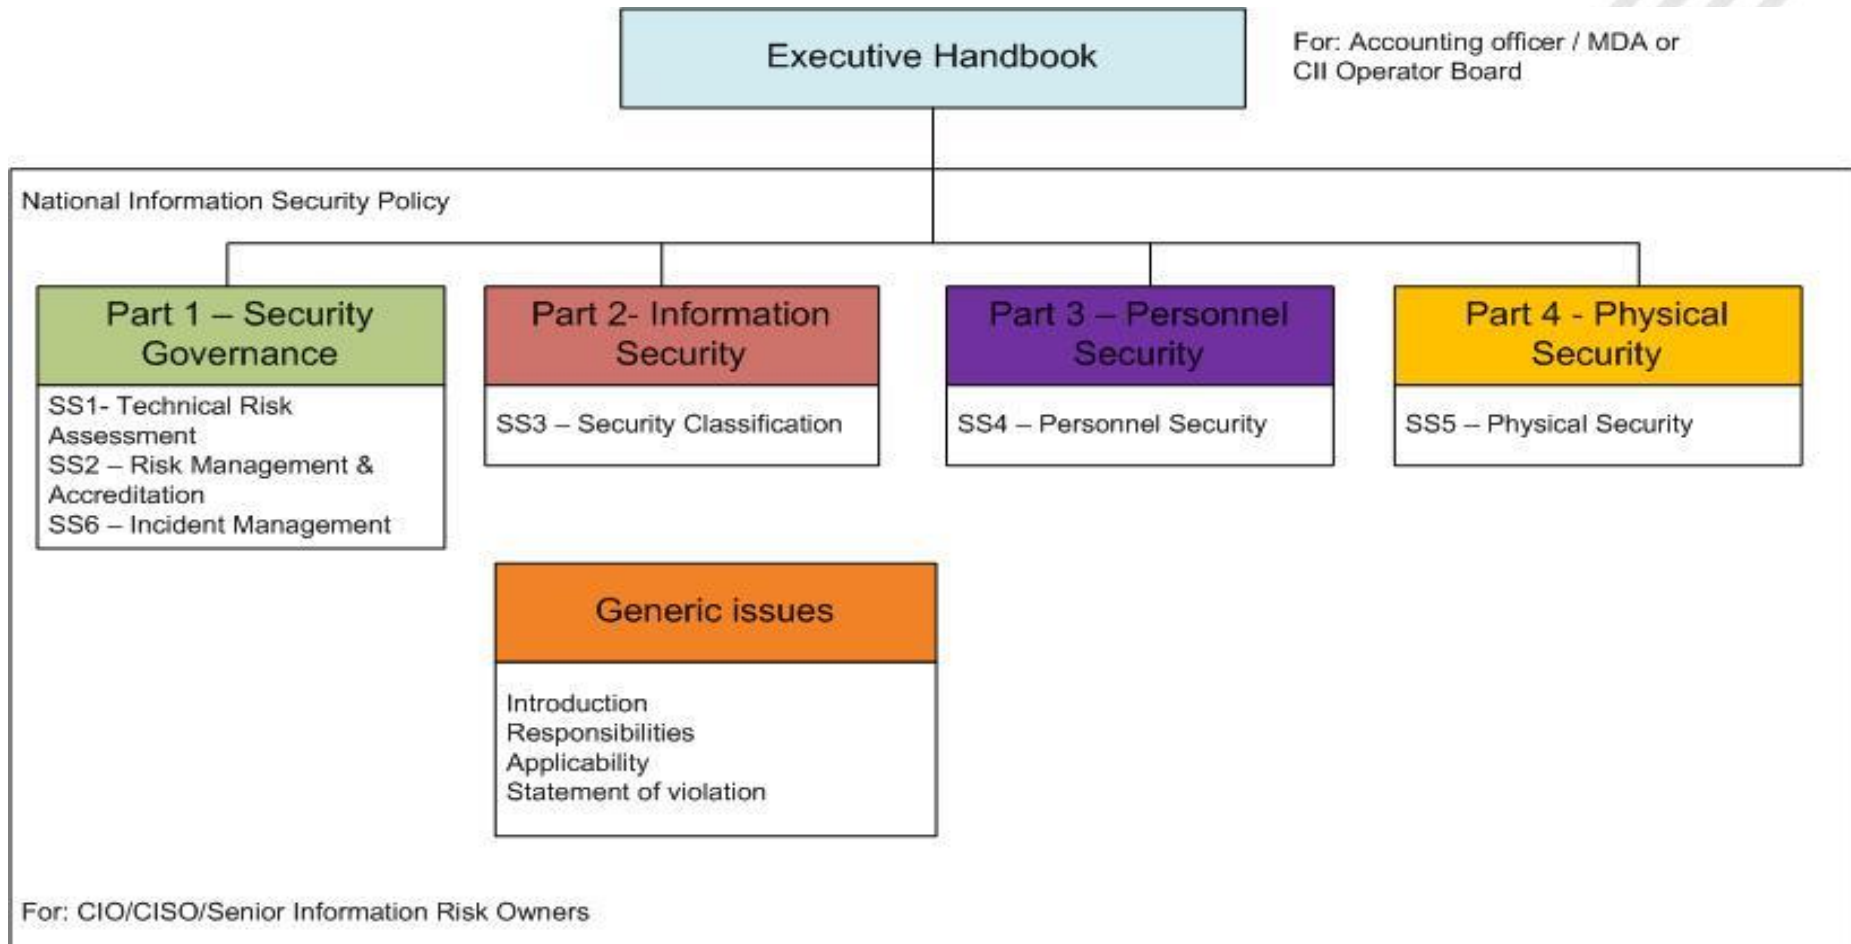 Executive Handbook
For: Accounting officer / MDA or
CII Operator Board
National Information Security Policy
Part 1 – Security
Governance
SS1- Technical Risk
Assessment
SS2 – Risk Management &
Accreditation
SS6 – Incident Management
Part 2- Information
Security
SS3 – Security Classification
Part 3 – Personnel
Security
SS4 – Personnel Security
Part 4 - Physical
Security
SS5 – Physical Security
Generic issues
Introduction
Responsibilities
Applicability
Statement of violation
For: CIO/CISO/Senior Information Risk Owners